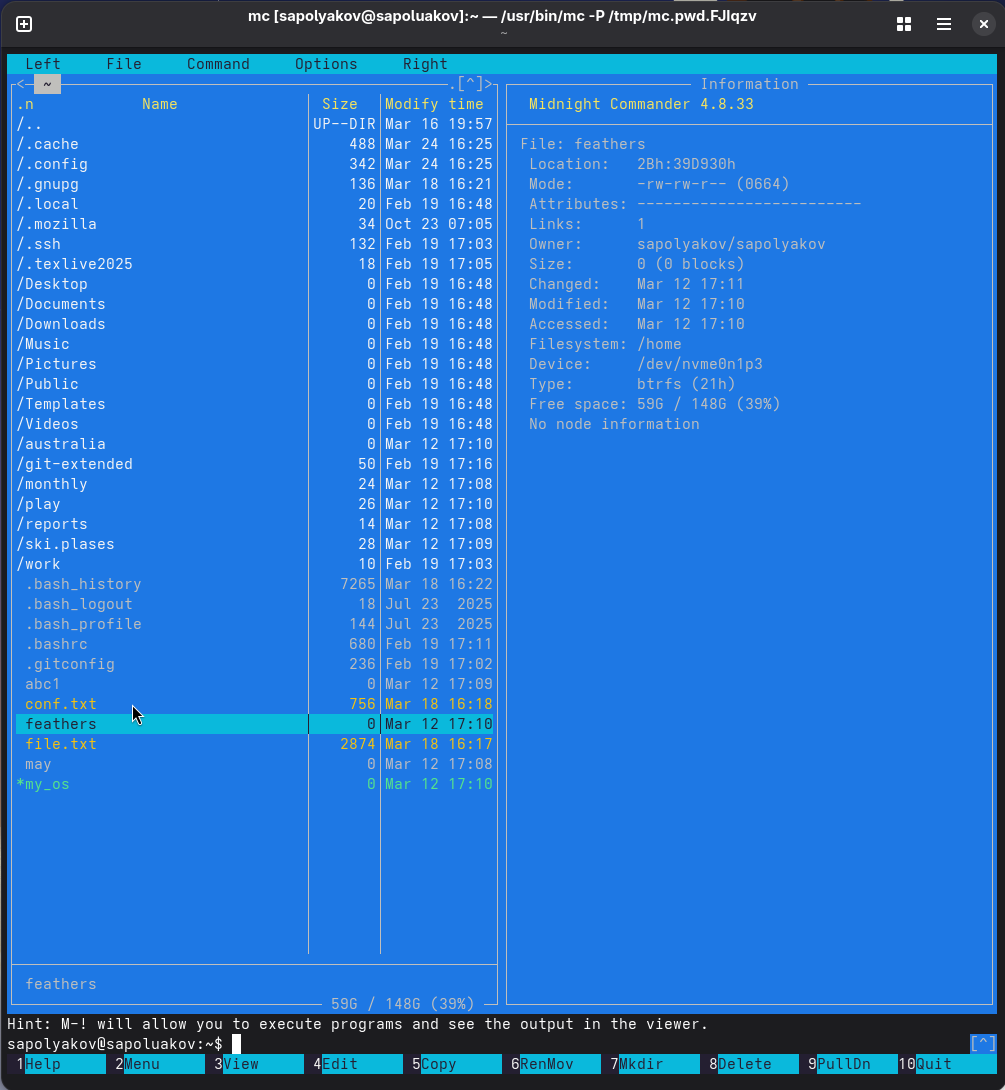 mc [sapolyakov@sapoluakov]:~ — /usr/bin/mc -P /tmp/mc.pwd.FJlqzv
~
Left File Command Options Right
<─ ~ .[^]>
.n Name Size Modify time
/.. UP--DIR Mar 16 19:57
/.cache 488 Mar 24 16:25
/.config 342 Mar 24 16:25
/.gnupg 136 Mar 18 16:21
/.local 20 Feb 19 16:48
/.mozilla 34 Oct 23 07:05
/.ssh 132 Feb 19 17:03
/.texlive2025 18 Feb 19 17:05
/Desktop 0 Feb 19 16:48
/Documents 0 Feb 19 16:48
/Downloads 0 Feb 19 16:48
/Music 0 Feb 19 16:48
/Pictures 0 Feb 19 16:48
/Public 0 Feb 19 16:48
/Templates 0 Feb 19 16:48
/Videos 0 Feb 19 16:48
/australia 0 Mar 12 17:10
/git-extended 50 Feb 19 17:16
/monthly 24 Mar 12 17:08
/play 26 Mar 12 17:10
/reports 14 Mar 12 17:08
/ski.plases 28 Mar 12 17:09
/work 10 Feb 19 17:03
.bash_history 7265 Mar 18 16:22
.bash_logout 18 Jul 23 2025
.bash_profile 144 Jul 23 2025
.bashrc 680 Feb 19 17:11
.gitconfig 236 Feb 19 17:02
abc1 0 Mar 12 17:09
conf.txt 756 Mar 18 16:18
feathers 0 Mar 12 17:10
file.txt 2874 Mar 18 16:17
may 0 Mar 12 17:08
*my_os 0 Mar 12 17:10
feathers
59G / 148G (39%)
Information
Midnight Commander 4.8.33
File: feathers
Location: 2Bh:39D930h
Mode: -rw-rw-r-- (0664)
Attributes: -------------------------
Links: 1
Owner: sapolyakov/sapolyakov
Size: 0 (0 blocks)
Changed: Mar 12 17:11
Modified: Mar 12 17:10
Accessed: Mar 12 17:10
Filesystem: /home
Device: /dev/nvme0n1p3
Type: btrfs (21h)
Free space: 59G / 148G (39%)
No node information
Hint: M-! will allow you to execute programs and see the output in the viewer.
sapolyakov@sapoluakov:~$ [^]
1Help 2Menu 3View 4Edit 5Copy 6RenMov 7Mkdir 8Delete 9PullDn 10Quit